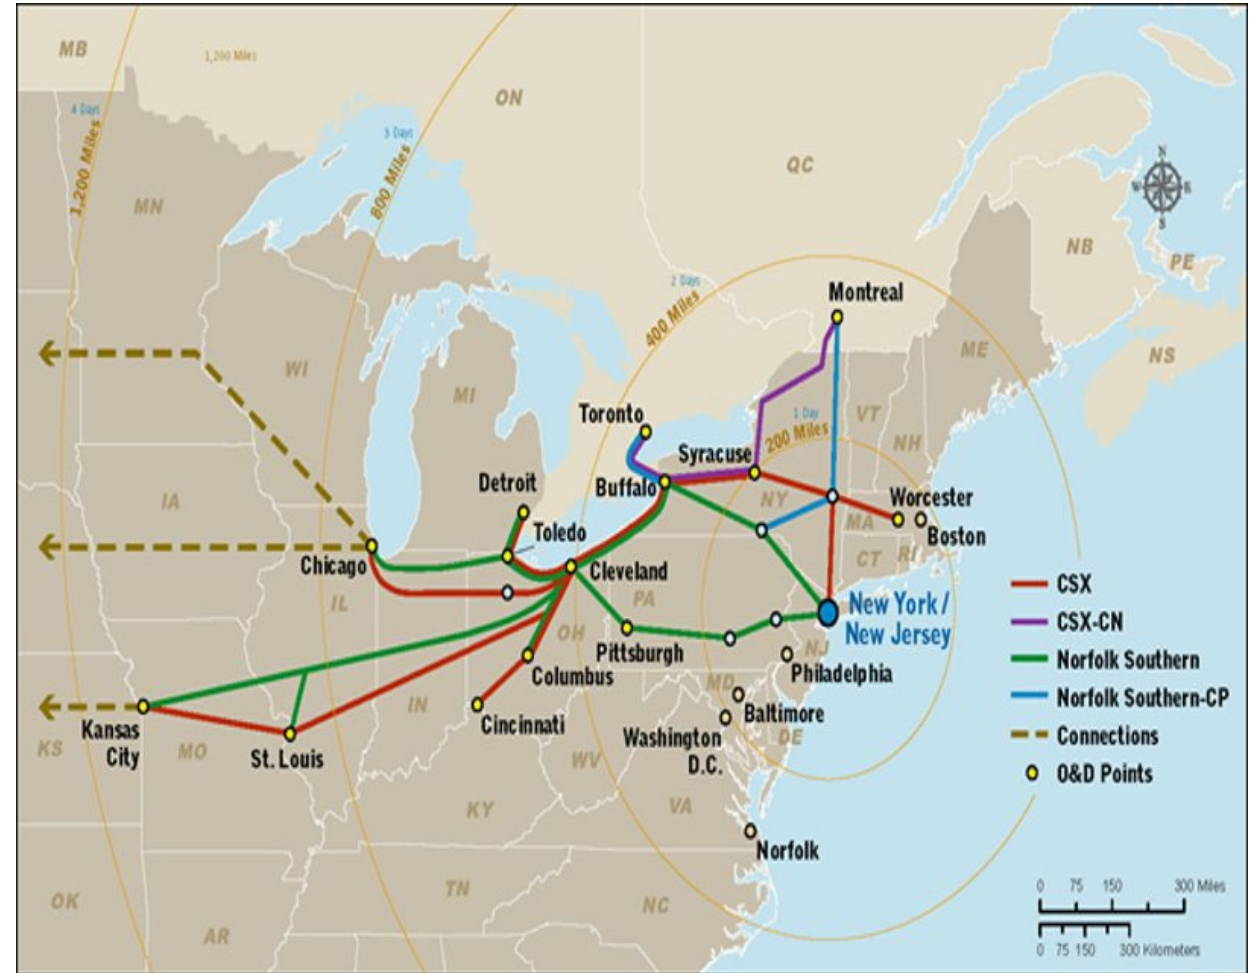 MB
1,200 Miles
ON
4 Days
1,200 Miles
3 Days
800 Miles
QC
N
W
E
S
MN
NB
PE
2 Days
400 Miles
Montreal
ME
NS
WI
MI
Toronto
1 Day
200 Miles
VT
NH
Syracuse
Detroit
Buffalo
NY
Worcester
IA
MA
Boston
Toledo
Chicago
Cleveland
CT
RI
CSX
IL
PA
New York/
New Jersey
CSX-CN
OH
Pittsburgh
NJ
Norfolk Southern
Columbus
Philadelphia
MD
Norfolk Southern-CP
IN
Cincinnati
Baltimore
Kansas
City
KS
MO
St. Louis
Washington
D.C.
DE
Connections
WV
O&D Points
KY
VA
Norfolk
TN
NC
OK
AR
0 75 150 300 Miles
0 75 150 300 Kilometers